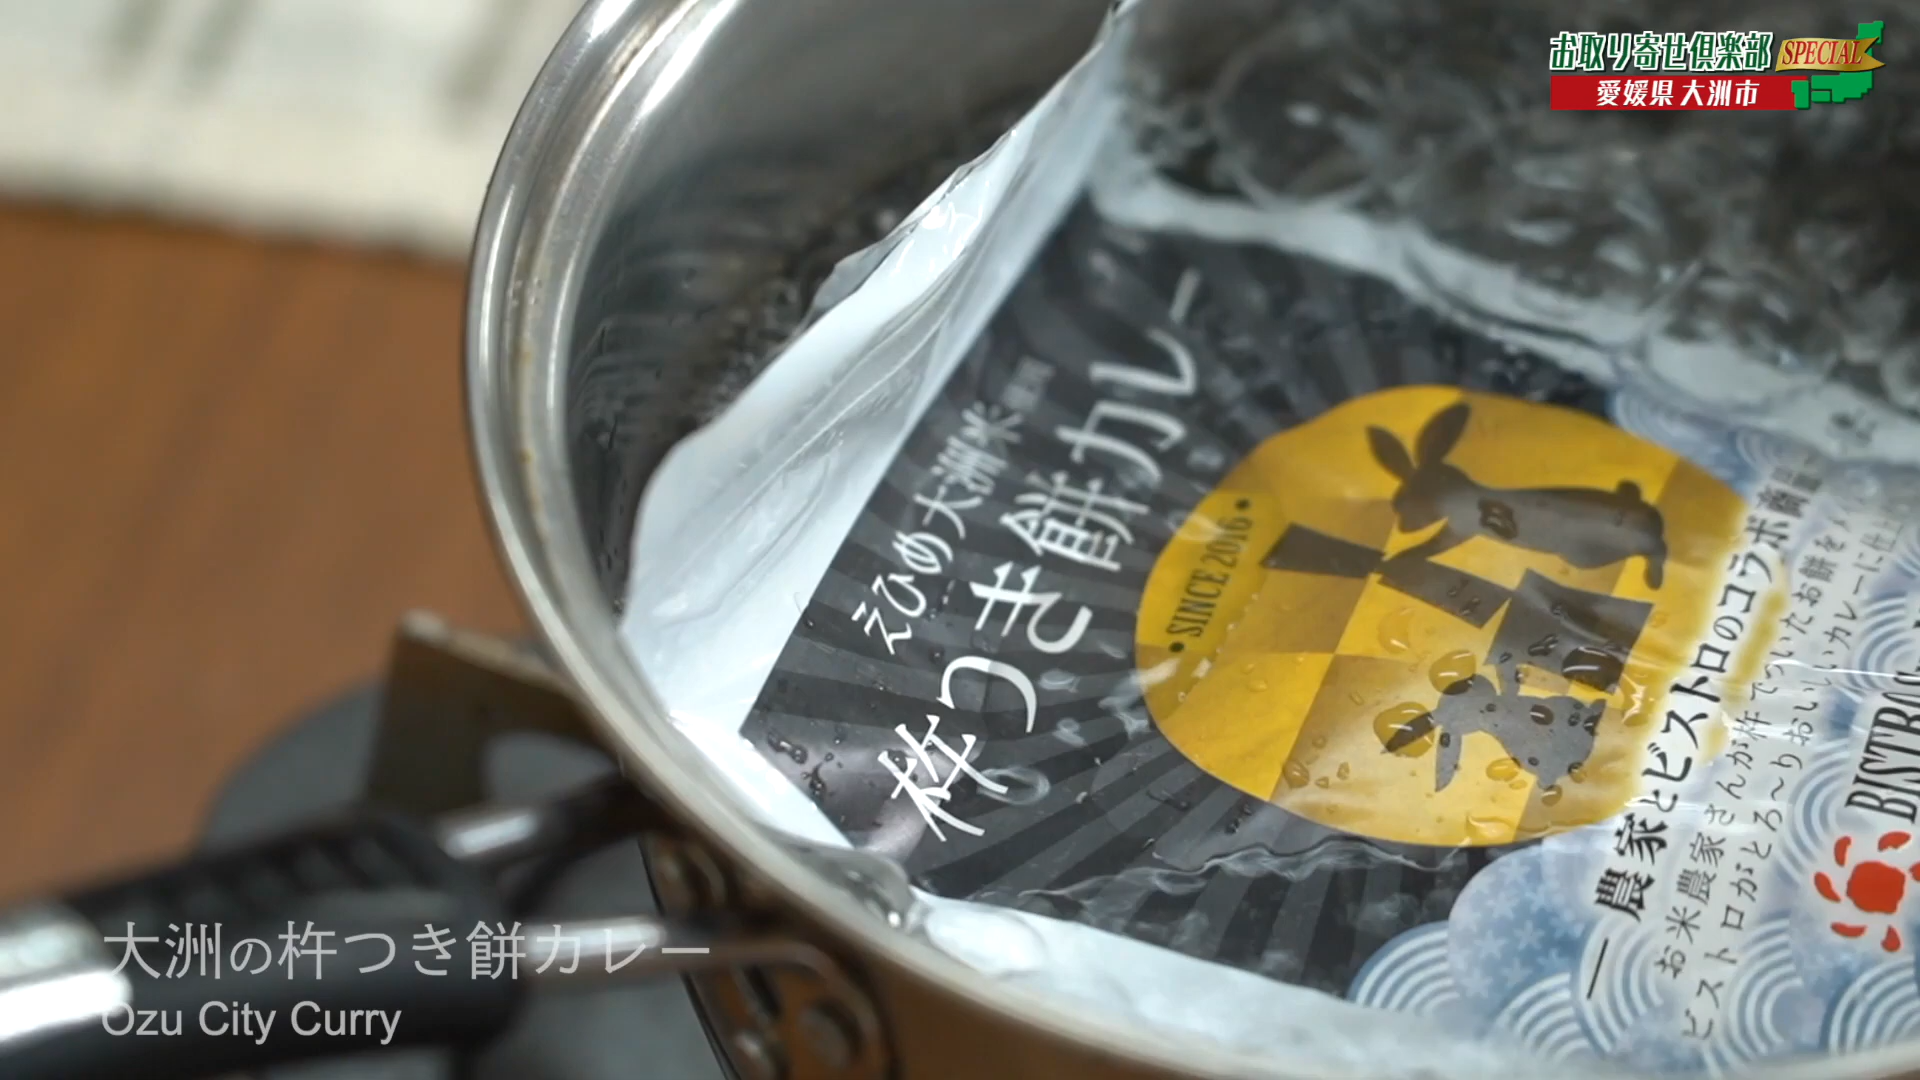 お取り寄せ倶楽部 SPECIAL
愛媛県 大洲市
えひめ大洲米
杵つき餅カレー
SINCE 2016
農家とビストロのコラボ商品
お米農家さんが杵でついたお餅を
ビストロがとろ〜りおいしいカレーに仕上
BISTRO
大洲の杵つき餅カレー
Ozu City Curry